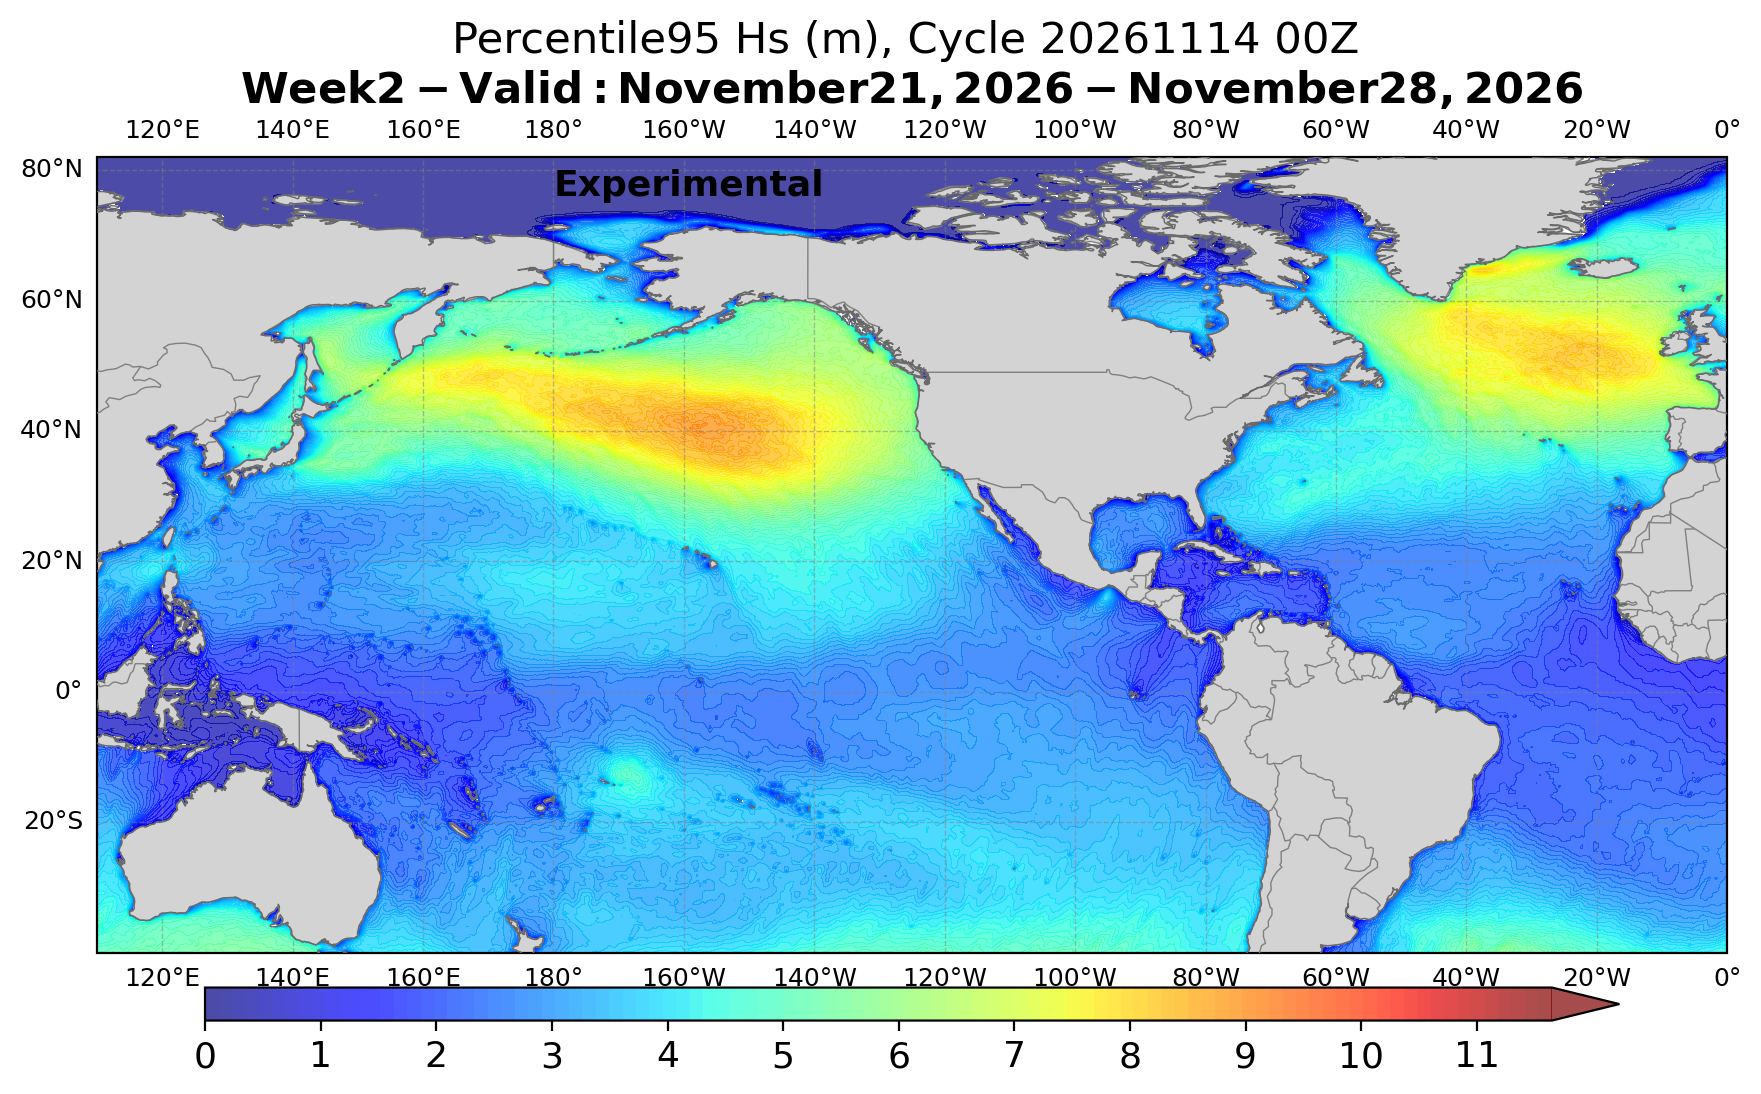 Percentile95 Hs (m), Cycle 20261114 00Z
Week2 − Valid : November21, 2026 − November28, 2026
120°E 140°E 160°E 180° 160°W 140°W 120°W 100°W 80°W 60°W 40°W 20°W 0°
80°N
Experimental
60°N
40°N
20°N
0°
20°S
120°E 140°E 160°E 180° 160°W 140°W 120°W 100°W 80°W 60°W 40°W 20°W 0°
0 1 2 3 4 5 6 7 8 9 10 11